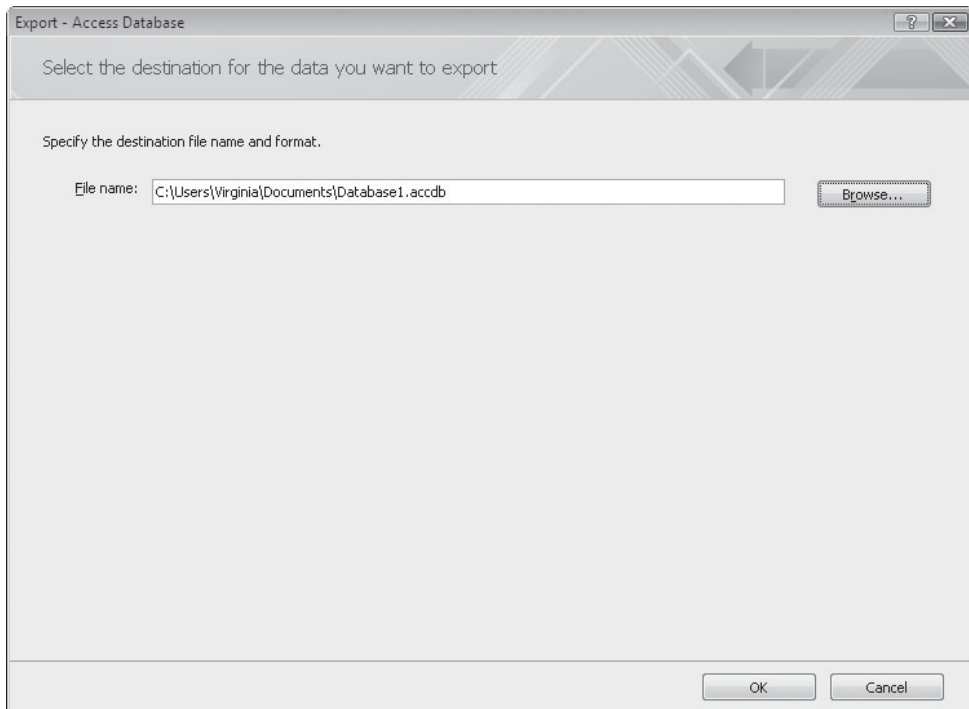 Export - Access Database
Select the destination for the data you want to export
Specify the destination file name and format.
File name: C:\Users\Virginia\Documents\Database1.accdb Browse...
OK Cancel